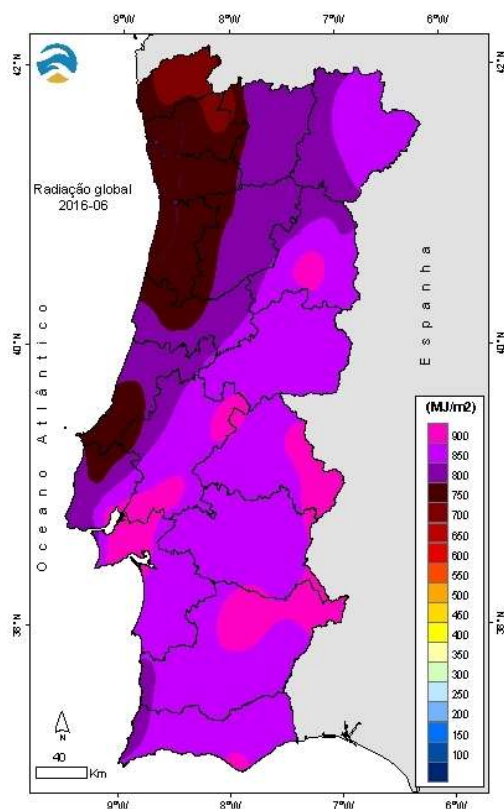 9°W 8°W 7°W 6°W
42°N
42°N
Radiação global
2016-06
Oceano Atlântico
Espanha
40°N
40°N
(MJ/m2)
900
850
800
750
700
650
600
550
500
450
400
350
300
250
200
150
100
38°N
38°N
N
40
Km
9°W 8°W 7°W 6°W